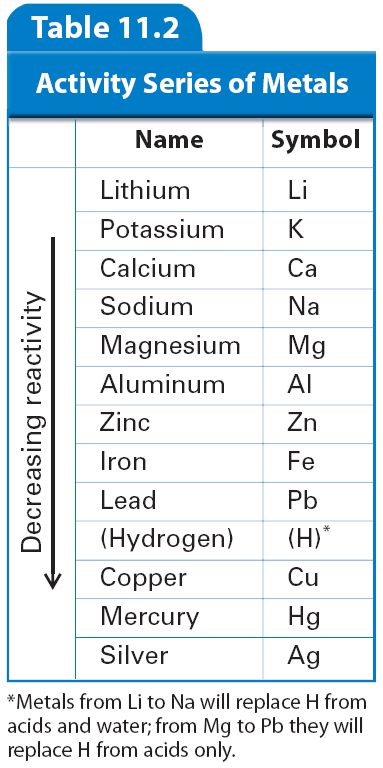 Table 11.2
Activity Series of Metals
Name Symbol
Decreasing reactivity
Lithium Li
Potassium K
Calcium Ca
Sodium Na
Magnesium Mg
Aluminum Al
Zinc Zn
Iron Fe
Lead Pb
(Hydrogen) (H)*
Copper Cu
Mercury Hg
Silver Ag
*Metals from Li to Na will replace H from
acids and water; from Mg to Pb they will
replace H from acids only.